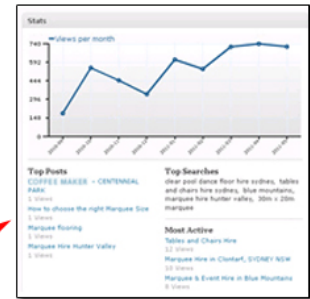 Stats
Views per month
740
592
444
296
148
0
Top Posts
COFFEE MAKER - CENTENNIAL
PARK
1 Views
How to choose the right Marquee Size
1 Views
Marquee flooring
1 Views
Marquee Hire Hunter Valley
1 Views
Top Searches
clear pool dance floor hire sydney, tables
and chairs hire sydney, blue mountains,
marquee hire hunter valley, 30m x 20m
marquee
Most Active
Tables and Chairs Hire
12 Views
Marquee Hire in Clontarf, SYDNEY NSW
10 Views
Marquee & Event Hire in Blue Mountains